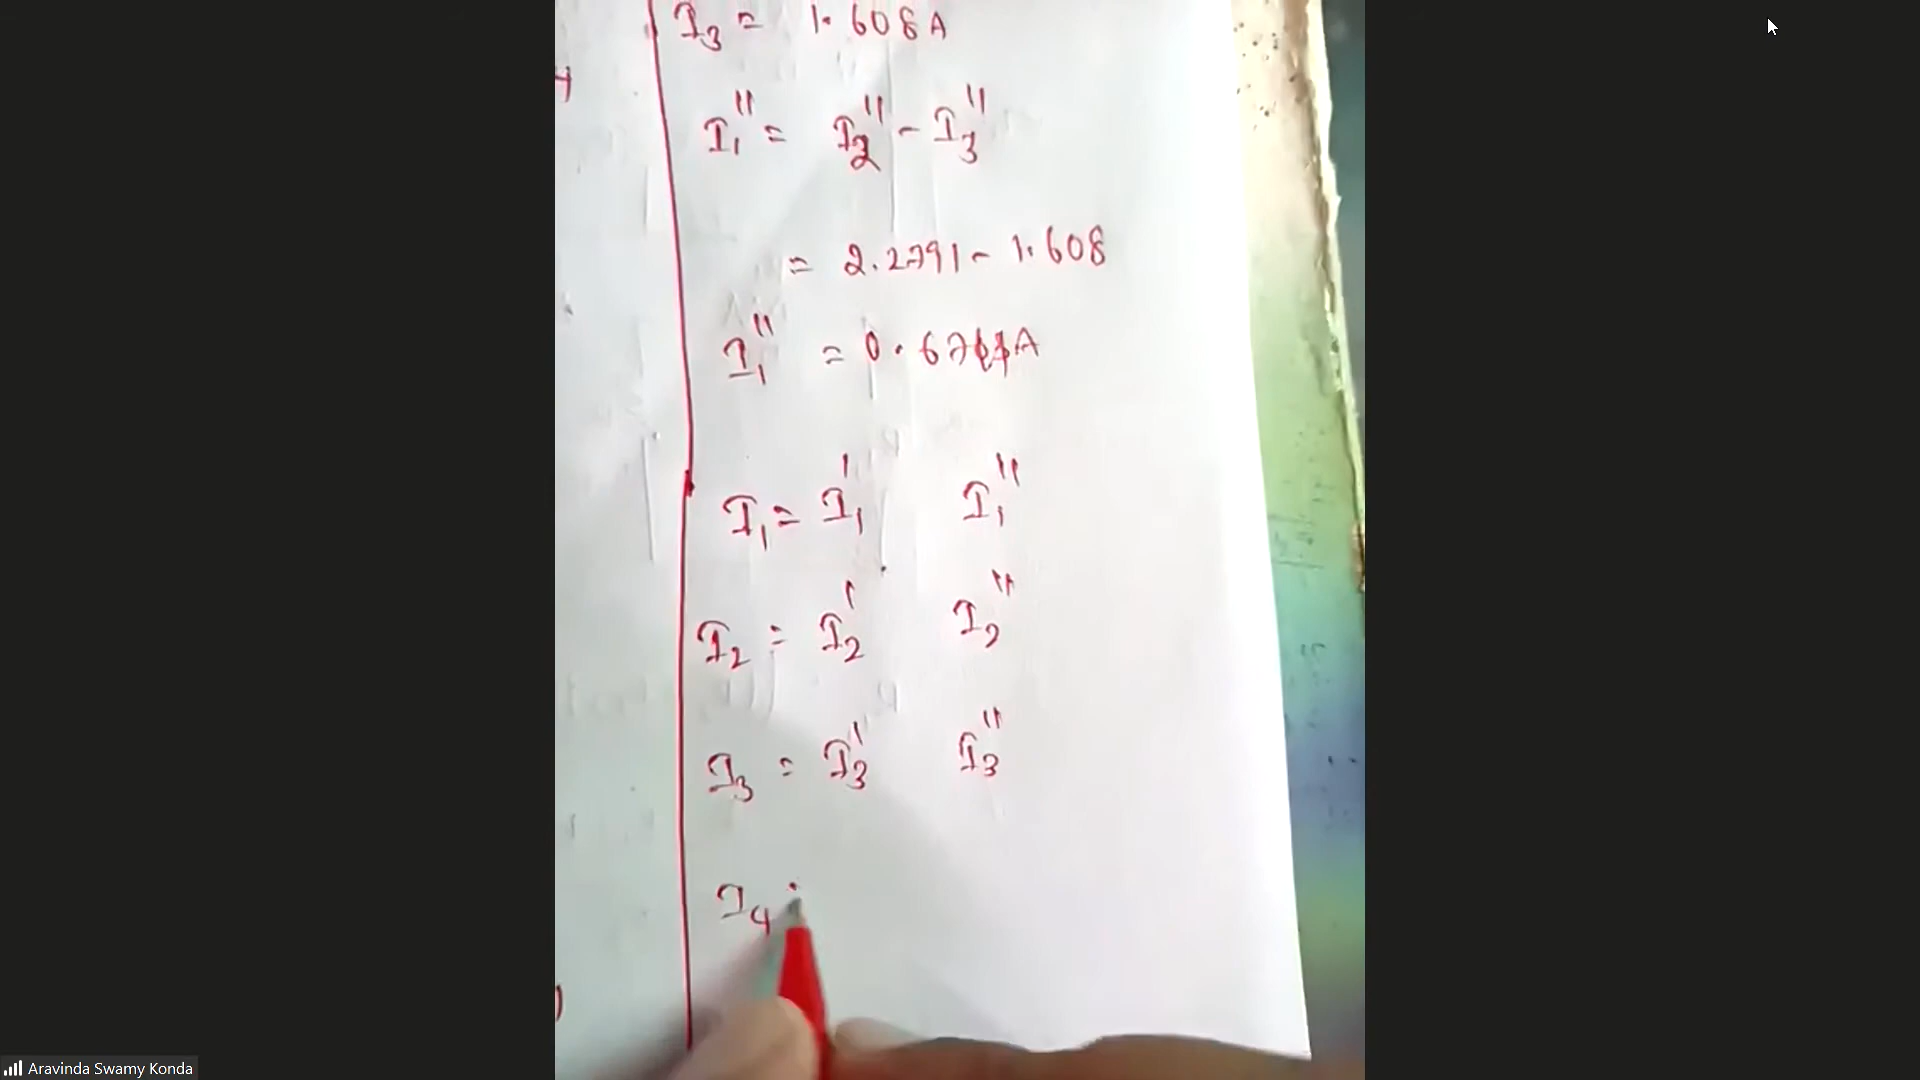 I3 = 1.608A
I1'' = I2'' - I3''
= 2.2791 - 1.608
I1'' = 0.6711A
I1 = I1' I1''
I2 = I2' I2''
I3 = I3' I3''
I4
Aravinda Swamy Konda